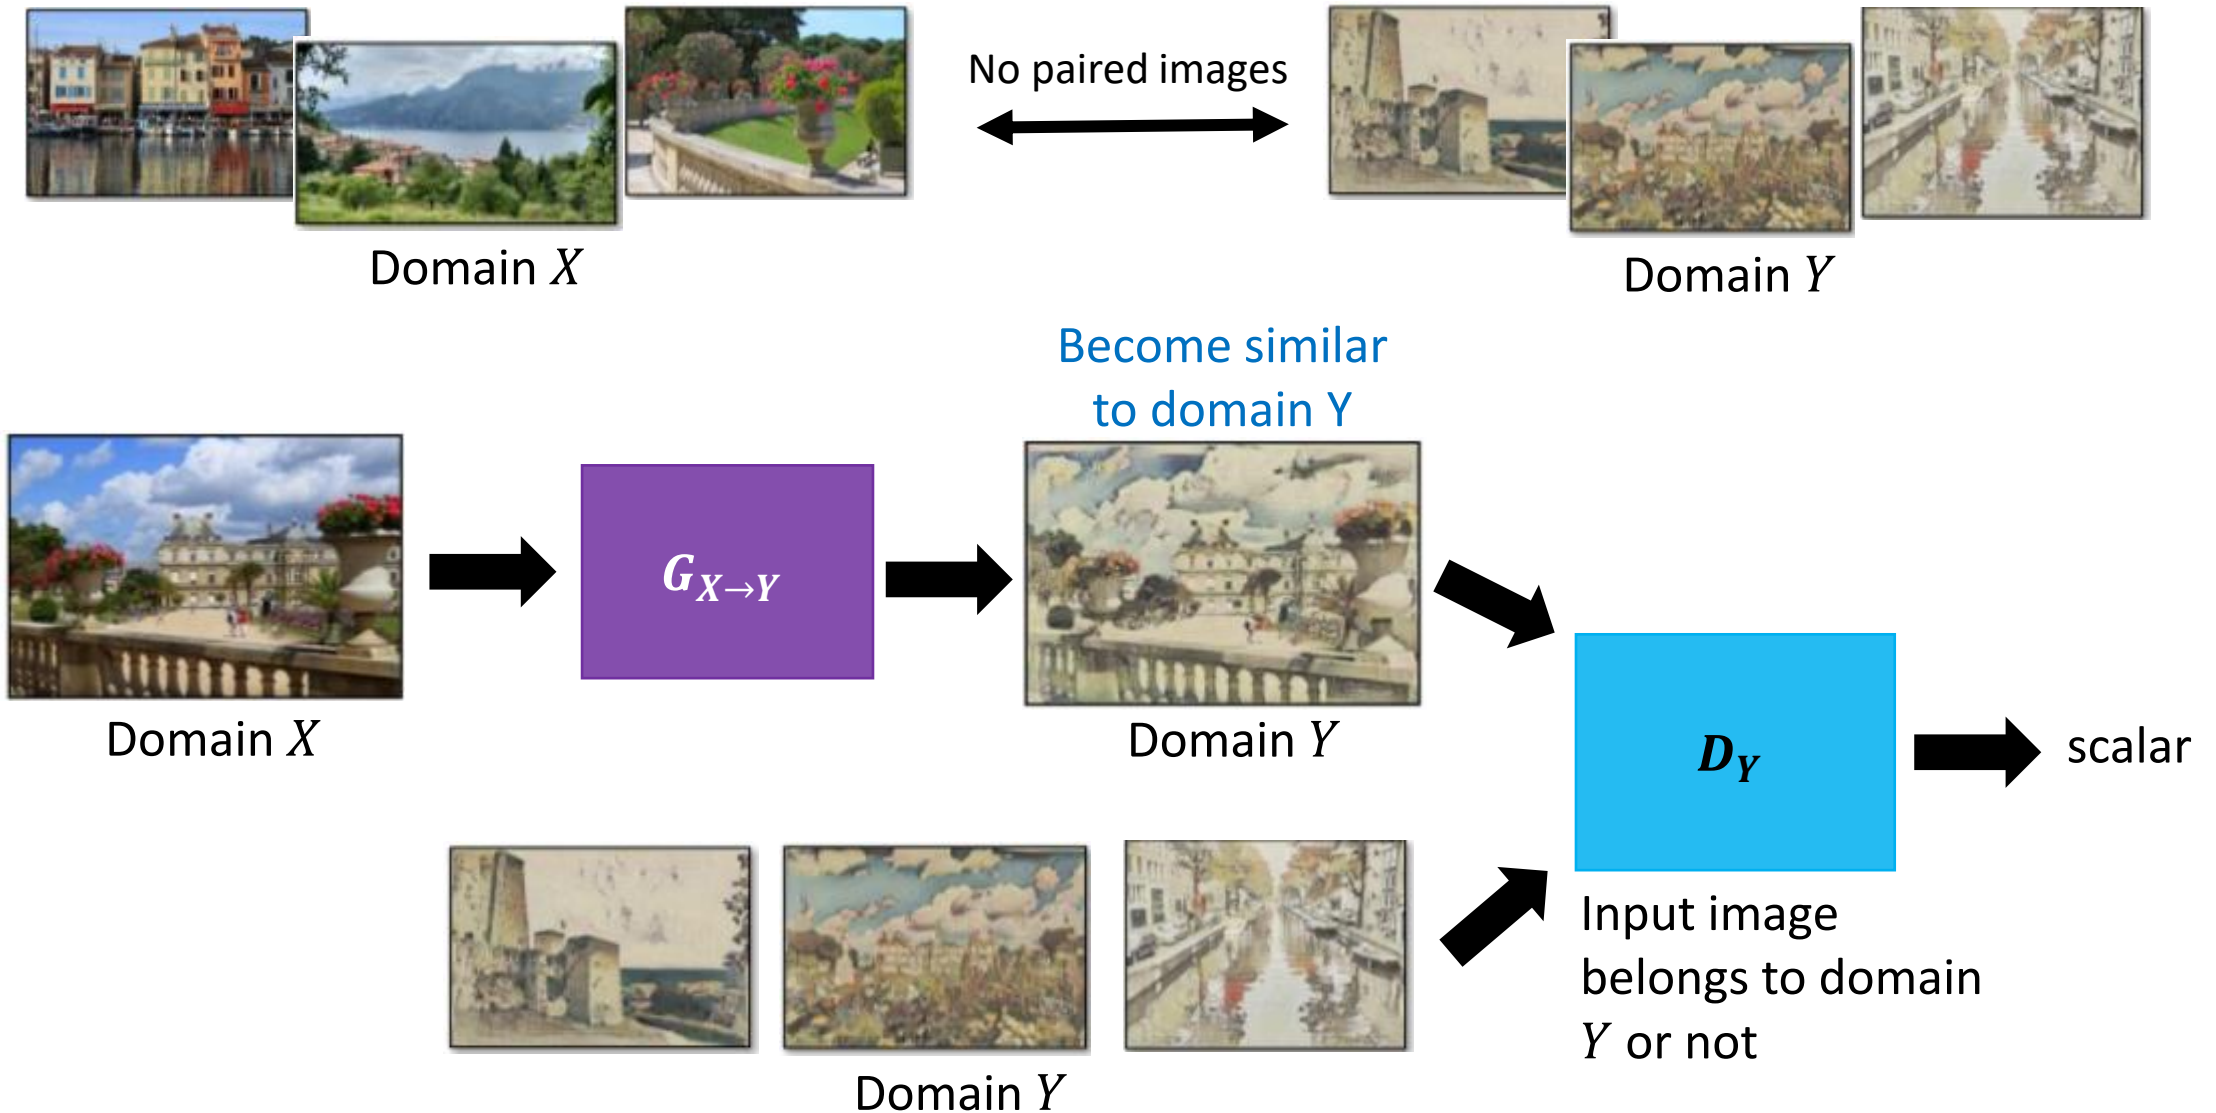 No paired images
Domain X
Domain Y
Become similar
to domain Y
G_{X→Y}
Domain X
Domain Y
D_Y
scalar
Input image
belongs to domain
Y or not
Domain Y